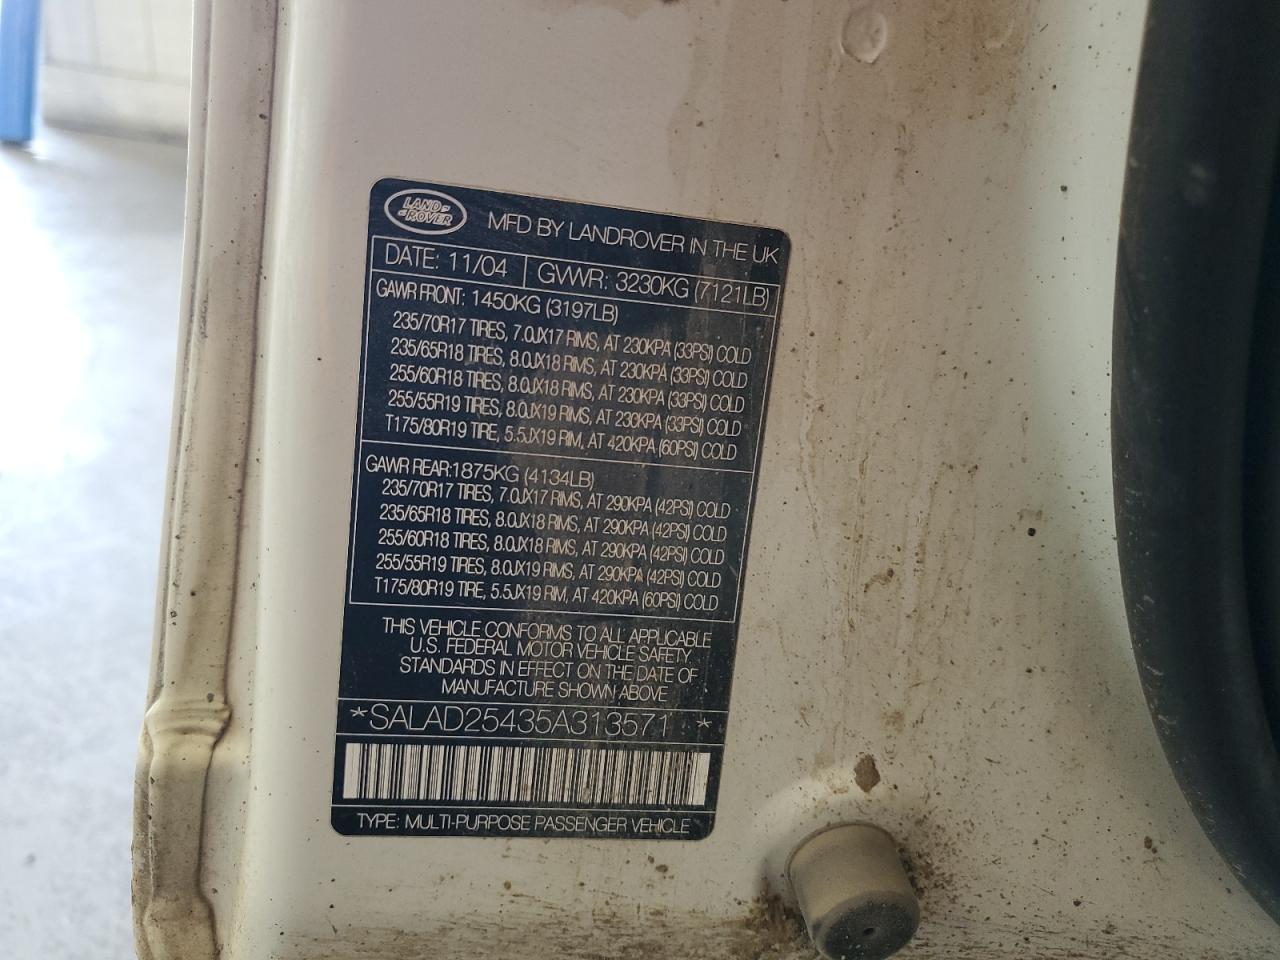 LAND ROVER
MFD BY LANDROVER IN THE UK
DATE: 11/04 GVWR: 3230KG (7121LB)
GAWR FRONT: 1450KG (3197LB)
235/70R17 TIRES, 7.0JX17 RIMS, AT 230KPA (33PSI) COLD
235/65R18 TIRES, 8.0JX18 RIMS, AT 230KPA (33PSI) COLD
255/60R18 TIRES, 8.0JX18 RIMS, AT 230KPA (33PSI) COLD
255/55R19 TIRES, 8.0JX19 RIMS, AT 230KPA (33PSI) COLD
T175/80R19 TIRE, 5.5JX19 RIM, AT 420KPA (60PSI) COLD
GAWR REAR:1875KG (4134LB)
235/70R17 TIRES, 7.0JX17 RIMS, AT 290KPA (42PSI) COLD
235/65R18 TIRES, 8.0JX18 RIMS, AT 290KPA (42PSI) COLD
255/60R18 TIRES, 8.0JX18 RIMS, AT 290KPA (42PSI) COLD
255/55R19 TIRES, 8.0JX19 RIMS, AT 290KPA (42PSI) COLD
T175/80R19 TIRE, 5.5JX19 RIM, AT 420KPA (60PSI) COLD
THIS VEHICLE CONFORMS TO ALL APPLICABLE
U.S. FEDERAL MOTOR VEHICLE SAFETY
STANDARDS IN EFFECT ON THE DATE OF
MANUFACTURE SHOWN ABOVE
*SALAD25435A313571 *
TYPE: MULTI-PURPOSE PASSENGER VEHICLE